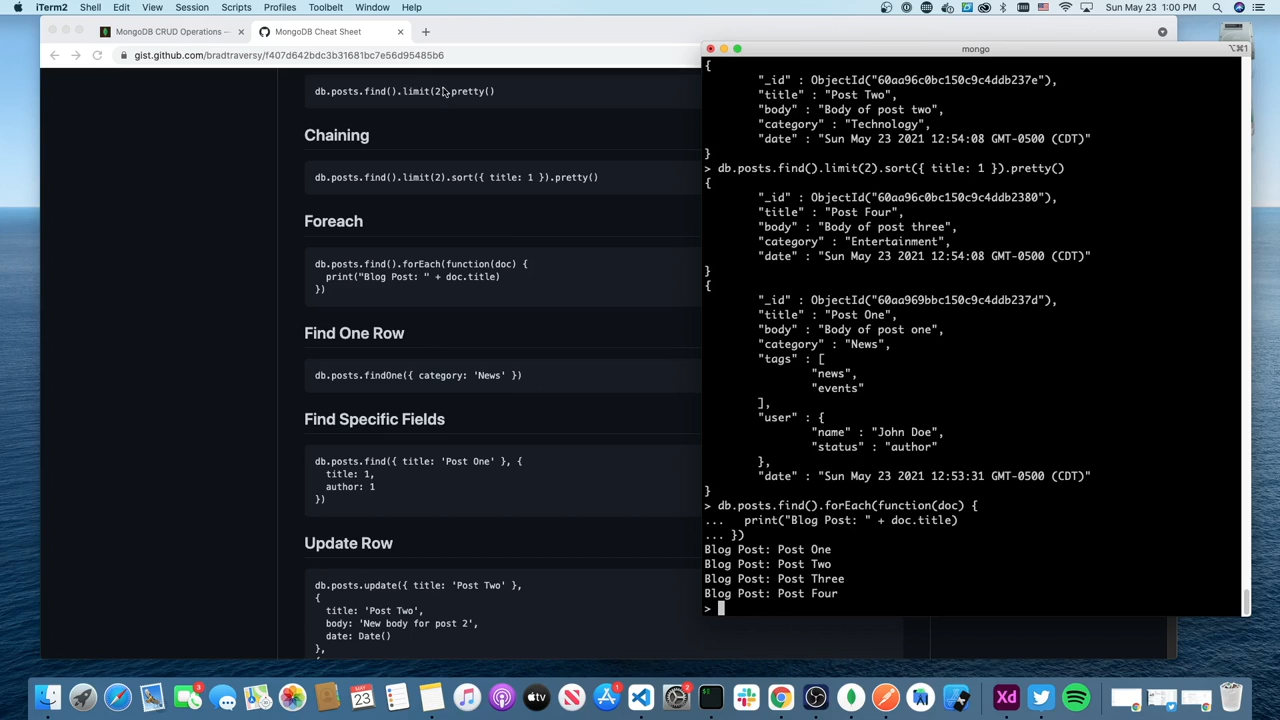 iTerm2 Shell Edit View Session Scripts Profiles Toolbelt Window Help
Sun May 23 1:00 PM
MongoDB CRUD Operations —
MongoDB Cheat Sheet
gist.github.com/bradtraversy/f407d642bdc3b31681bc7e56d95485b6
db.posts.find().limit(2).pretty()
Chaining
db.posts.find().limit(2).sort({ title: 1 }).pretty()
Foreach
db.posts.find().forEach(function(doc) {
print("Blog Post: " + doc.title)
})
Find One Row
db.posts.findOne({ category: 'News' })
Find Specific Fields
db.posts.find({ title: 'Post One' }, {
title: 1,
author: 1
})
Update Row
db.posts.update({ title: 'Post Two' },
{
title: 'Post Two',
body: 'New body for post 2',
date: Date()
},
{
mongo
⌥⌘1
{
"_id" : ObjectId("60aa96c0bc150c9c4ddb237e"),
"title" : "Post Two",
"body" : "Body of post two",
"category" : "Technology",
"date" : "Sun May 23 2021 12:54:08 GMT-0500 (CDT)"
}
> db.posts.find().limit(2).sort({ title: 1 }).pretty()
{
"_id" : ObjectId("60aa96c0bc150c9c4ddb2380"),
"title" : "Post Four",
"body" : "Body of post three",
"category" : "Entertainment",
"date" : "Sun May 23 2021 12:54:08 GMT-0500 (CDT)"
}
{
"_id" : ObjectId("60aa969bbc150c9c4ddb237d"),
"title" : "Post One",
"body" : "Body of post one",
"category" : "News",
"tags" : [
"news",
"events"
],
"user" : {
"name" : "John Doe",
"status" : "author"
},
"date" : "Sun May 23 2021 12:53:31 GMT-0500 (CDT)"
}
> db.posts.find().forEach(function(doc) {
... print("Blog Post: " + doc.title)
... })
Blog Post: Post One
Blog Post: Post Two
Blog Post: Post Three
Blog Post: Post Four
>
3
MAY
23
tv
1
2
Xd